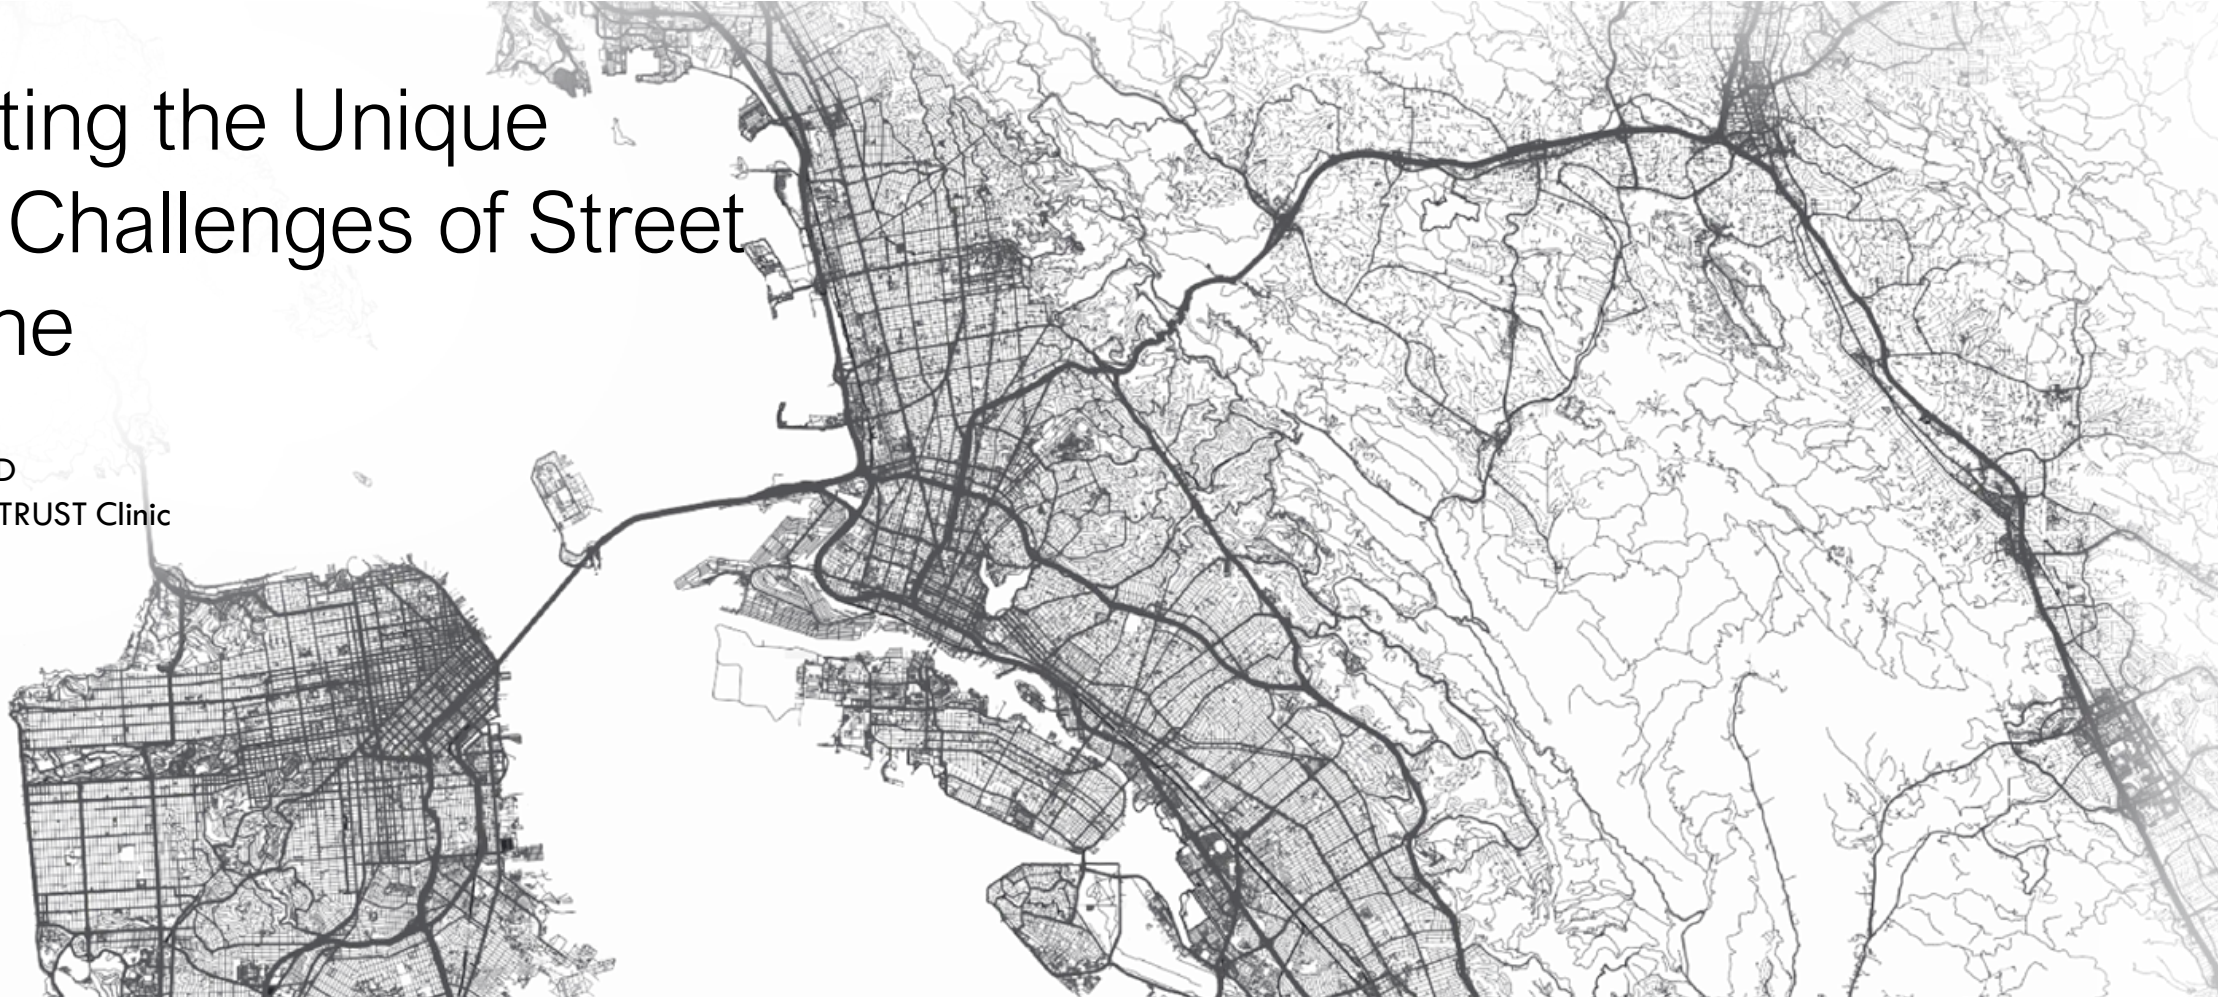 ting the Unique
Challenges of Street
ne
D
TRUST Clinic